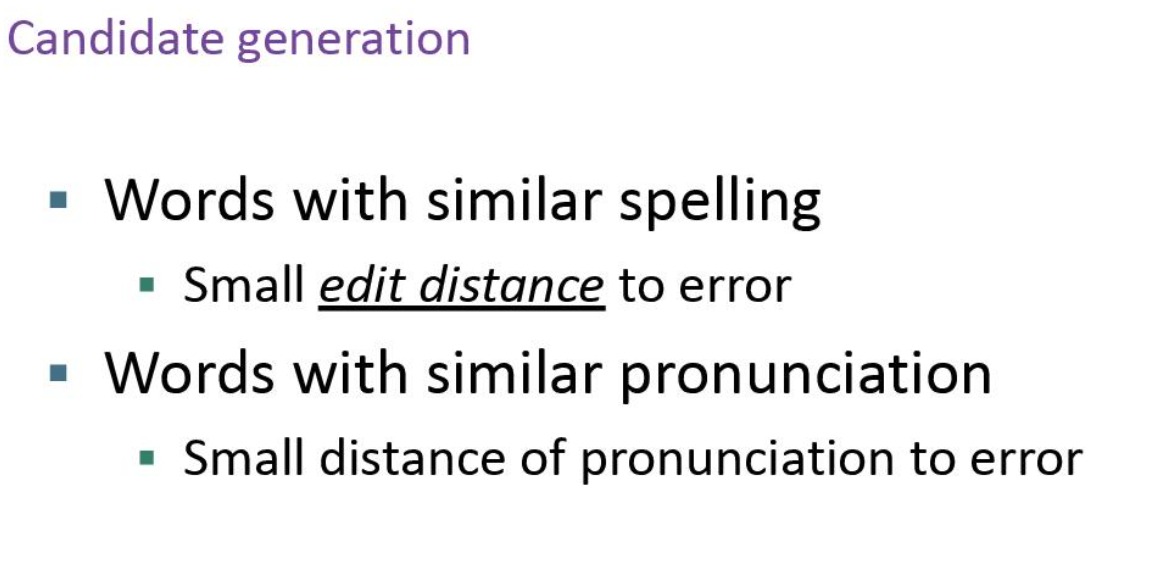 Candidate generation
Words with similar spelling
Small edit distance to error
Words with similar pronunciation
Small distance of pronunciation to error